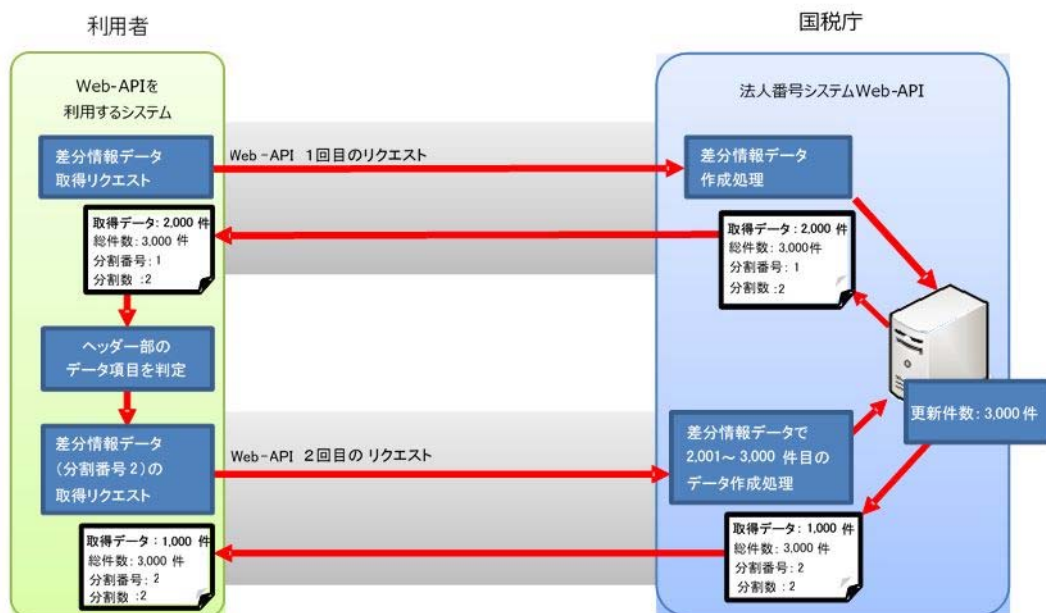 利用者
国税庁
Web-APIを
利用するシステム
法人番号システムWeb-API
差分情報データ
取得リクエスト
Web-API 1回目のリクエスト
差分情報データ
作成処理
取得データ: 2,000 件
総件数: 3,000 件
分割番号: 1
分割数 :2
取得データ: 2,000 件
総件数: 3,000件
分割番号: 1
分割数 :2
ヘッダー部の
データ項目を判定
更新件数: 3,000 件
差分情報データ
(分割番号 2)の
取得リクエスト
Web-API 2回目の リクエスト
差分情報データで
2,001～ 3,000 件目の
データ作成処理
取得データ : 1,000 件
総件数: 3,000 件
分割番号: 2
分割数 :2
取得データ: 1,000 件
総件数: 3,000 件
分割番号: 2
分割数 : 2